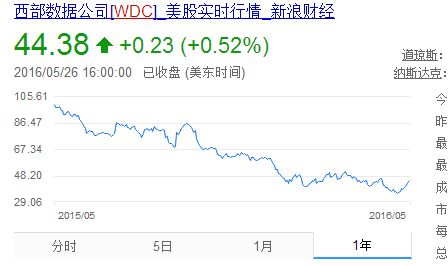 西部数据公司[WDC]_美股实时行情_新浪财经
44.38 +0.23 (+0.52%)
道琼斯:
2016/05/26 16:00:00 已收盘 (美东时间)
纳斯达克:
105.61
86.47
67.34
48.20
29.06
2015/05 2016/05
今
昨
最
最
成
市
每
总
分时 5日 1月 1年